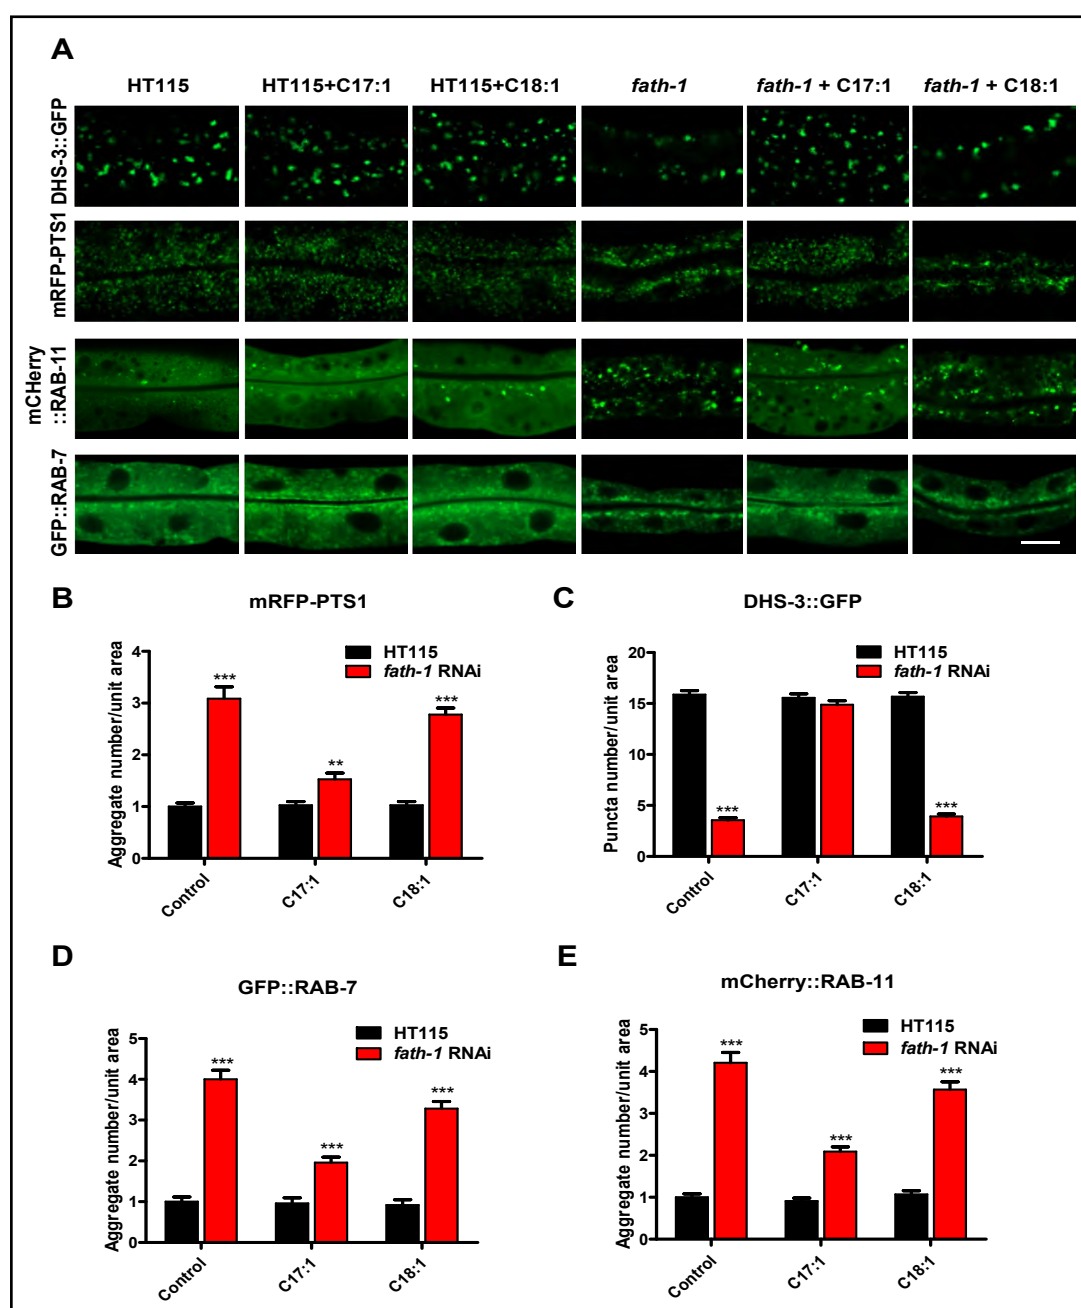 A
HT115 HT115+C17:1 HT115+C18:1 fath-1 fath-1 + C17:1 fath-1 + C18:1
DHS-3::GFP
mRFP-PTS1
mCHerry
::RAB-11
GFP::RAB-7
B
mRFP-PTS1
HT115
fath-1 RNAi
Aggregate number/unit area
4
3
2
1
0
***
**
***
Control C17:1 C18:1
C
DHS-3::GFP
HT115
fath-1 RNAi
Puncta number/unit area
20
15
10
5
0
***
***
Control C17:1 C18:1
D
GFP::RAB-7
HT115
fath-1 RNAi
Aggregate number/unit area
5
4
3
2
1
0
***
***
***
Control C17:1 C18:1
E
mCherry::RAB-11
HT115
fath-1 RNAi
Aggregate number/unit area
5
4
3
2
1
0
***
***
***
Control C17:1 C18:1